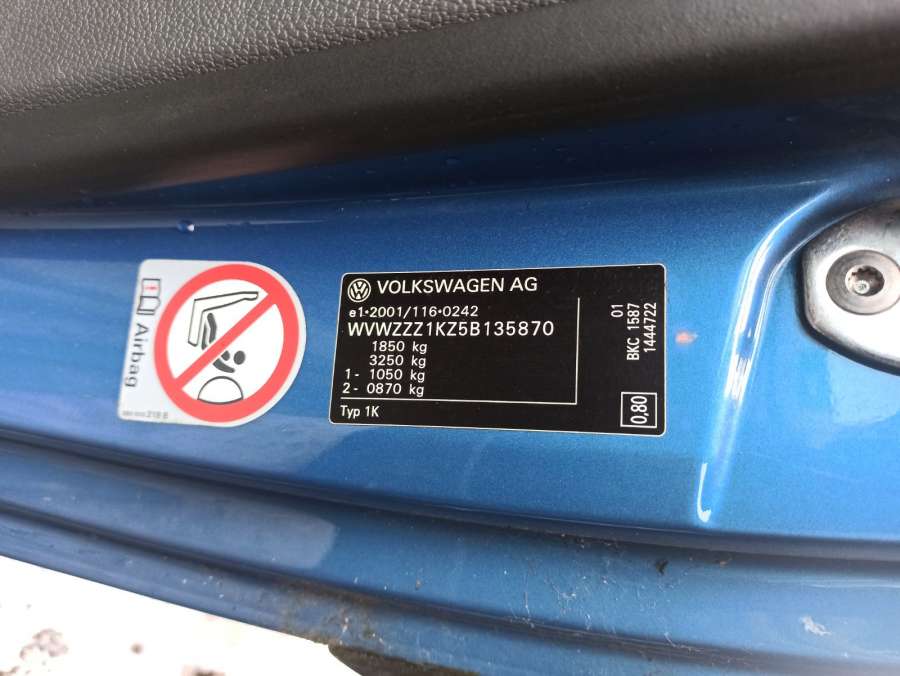 Airbag
VOLKSWAGEN AG
e1*2001/116*0242
WVWZZZ1KZ5B135870
1850 kg
3250 kg
1- 1050 kg
2- 0870 kg
Typ 1K
01
BKC 1587
1444722
0,80